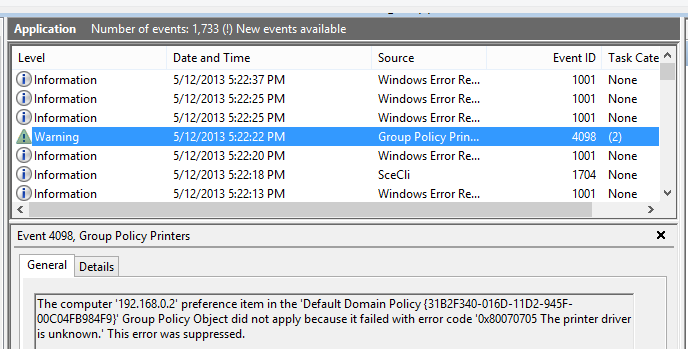 Application Number of events: 1,733 (!) New events available
Level Date and Time Source Event ID Task Cate
Information 5/12/2013 5:22:37 PM Windows Error Re... 1001 None
Information 5/12/2013 5:22:25 PM Windows Error Re... 1001 None
Information 5/12/2013 5:22:25 PM Windows Error Re... 1001 None
Warning 5/12/2013 5:22:22 PM Group Policy Prin... 4098 (2)
Information 5/12/2013 5:22:20 PM Windows Error Re... 1001 None
Information 5/12/2013 5:22:18 PM SceCli 1704 None
Information 5/12/2013 5:22:13 PM Windows Error Re... 1001 None
Event 4098, Group Policy Printers
General Details
The computer '192.168.0.2' preference item in the 'Default Domain Policy {31B2F340-016D-11D2-945F-
00C04FB984F9}' Group Policy Object did not apply because it failed with error code '0x80070705 The printer driver
is unknown.' This error was suppressed.